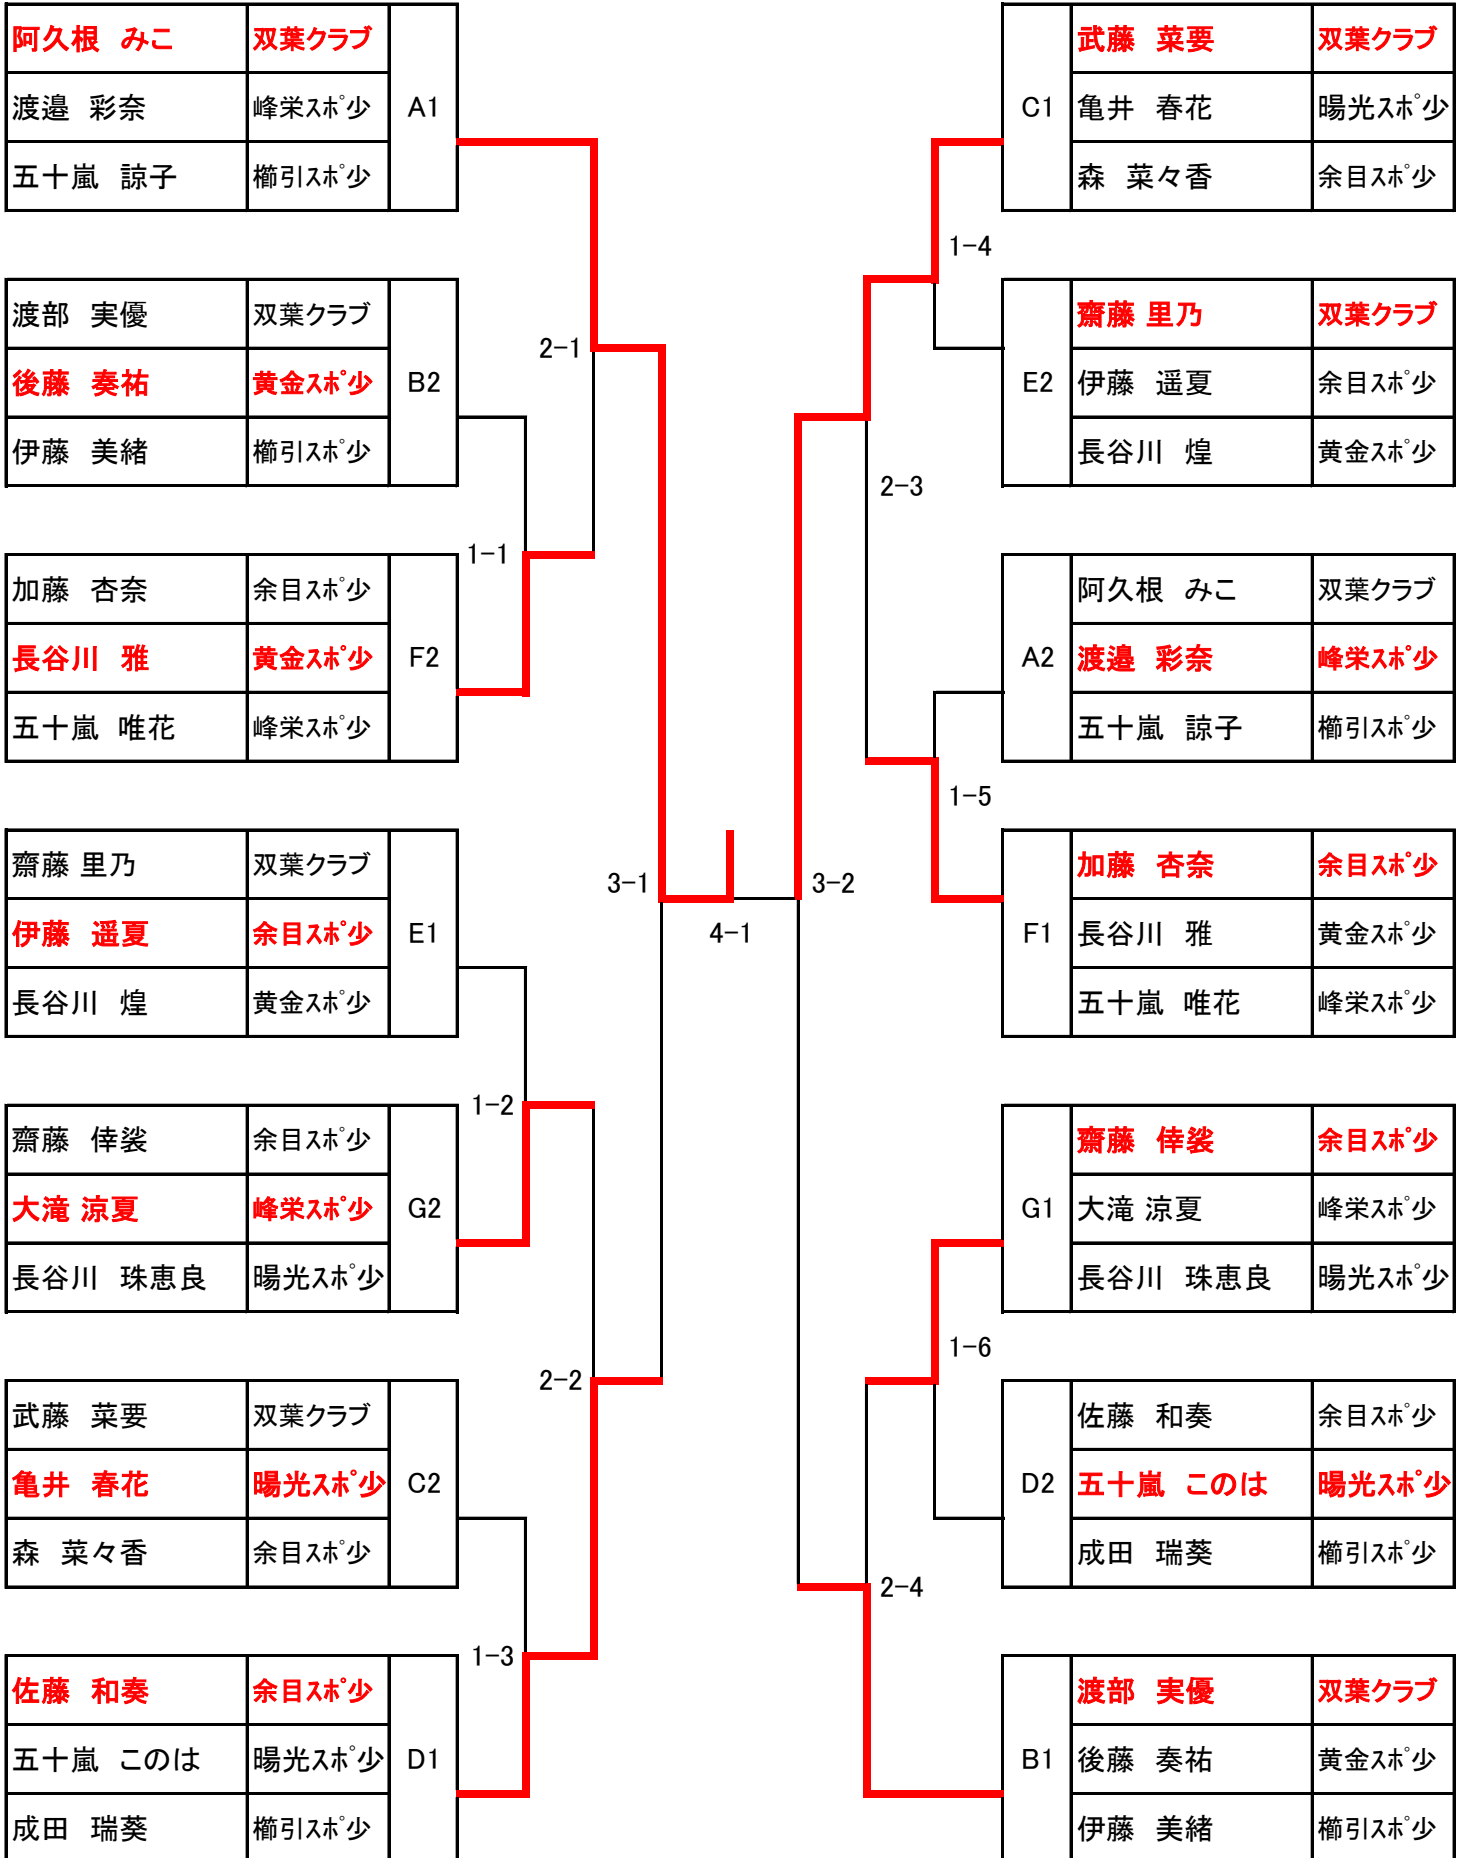 阿久根 みこ 双葉クラブ
渡邉 彩奈 峰栄スポ少 A1
五十嵐 諒子 櫛引スポ少
渡部 実優 双葉クラブ
後藤 奏祐 黄金スポ少 B2
伊藤 美緒 櫛引スポ少
加藤 杏奈 余目スポ少
長谷川 雅 黄金スポ少 F2
五十嵐 唯花 峰栄スポ少
齋藤 里乃 双葉クラブ
伊藤 遥夏 余目スポ少 E1
長谷川 煌 黄金スポ少
齋藤 倖裟 余目スポ少
大滝 涼夏 峰栄スポ少 G2
長谷川 珠恵良 暘光スポ少
武藤 菜要 双葉クラブ
亀井 春花 暘光スポ少 C2
森 菜々香 余目スポ少
佐藤 和奏 余目スポ少
五十嵐 このは 暘光スポ少 D1
成田 瑞葵 櫛引スポ少
2-1
1-1
3-1
1-2
2-2
1-3
4-1
1-4
2-3
1-5
3-2
1-6
2-4
武藤 菜要 双葉クラブ
C1 亀井 春花 暘光スポ少
森 菜々香 余目スポ少
齋藤 里乃 双葉クラブ
E2 伊藤 遥夏 余目スポ少
長谷川 煌 黄金スポ少
阿久根 みこ 双葉クラブ
A2 渡邉 彩奈 峰栄スポ少
五十嵐 諒子 櫛引スポ少
加藤 杏奈 余目スポ少
F1 長谷川 雅 黄金スポ少
五十嵐 唯花 峰栄スポ少
齋藤 倖裟 余目スポ少
G1 大滝 涼夏 峰栄スポ少
長谷川 珠恵良 暘光スポ少
佐藤 和奏 余目スポ少
D2 五十嵐 このは 暘光スポ少
成田 瑞葵 櫛引スポ少
渡部 実優 双葉クラブ
B1 後藤 奏祐 黄金スポ少
伊藤 美緒 櫛引スポ少